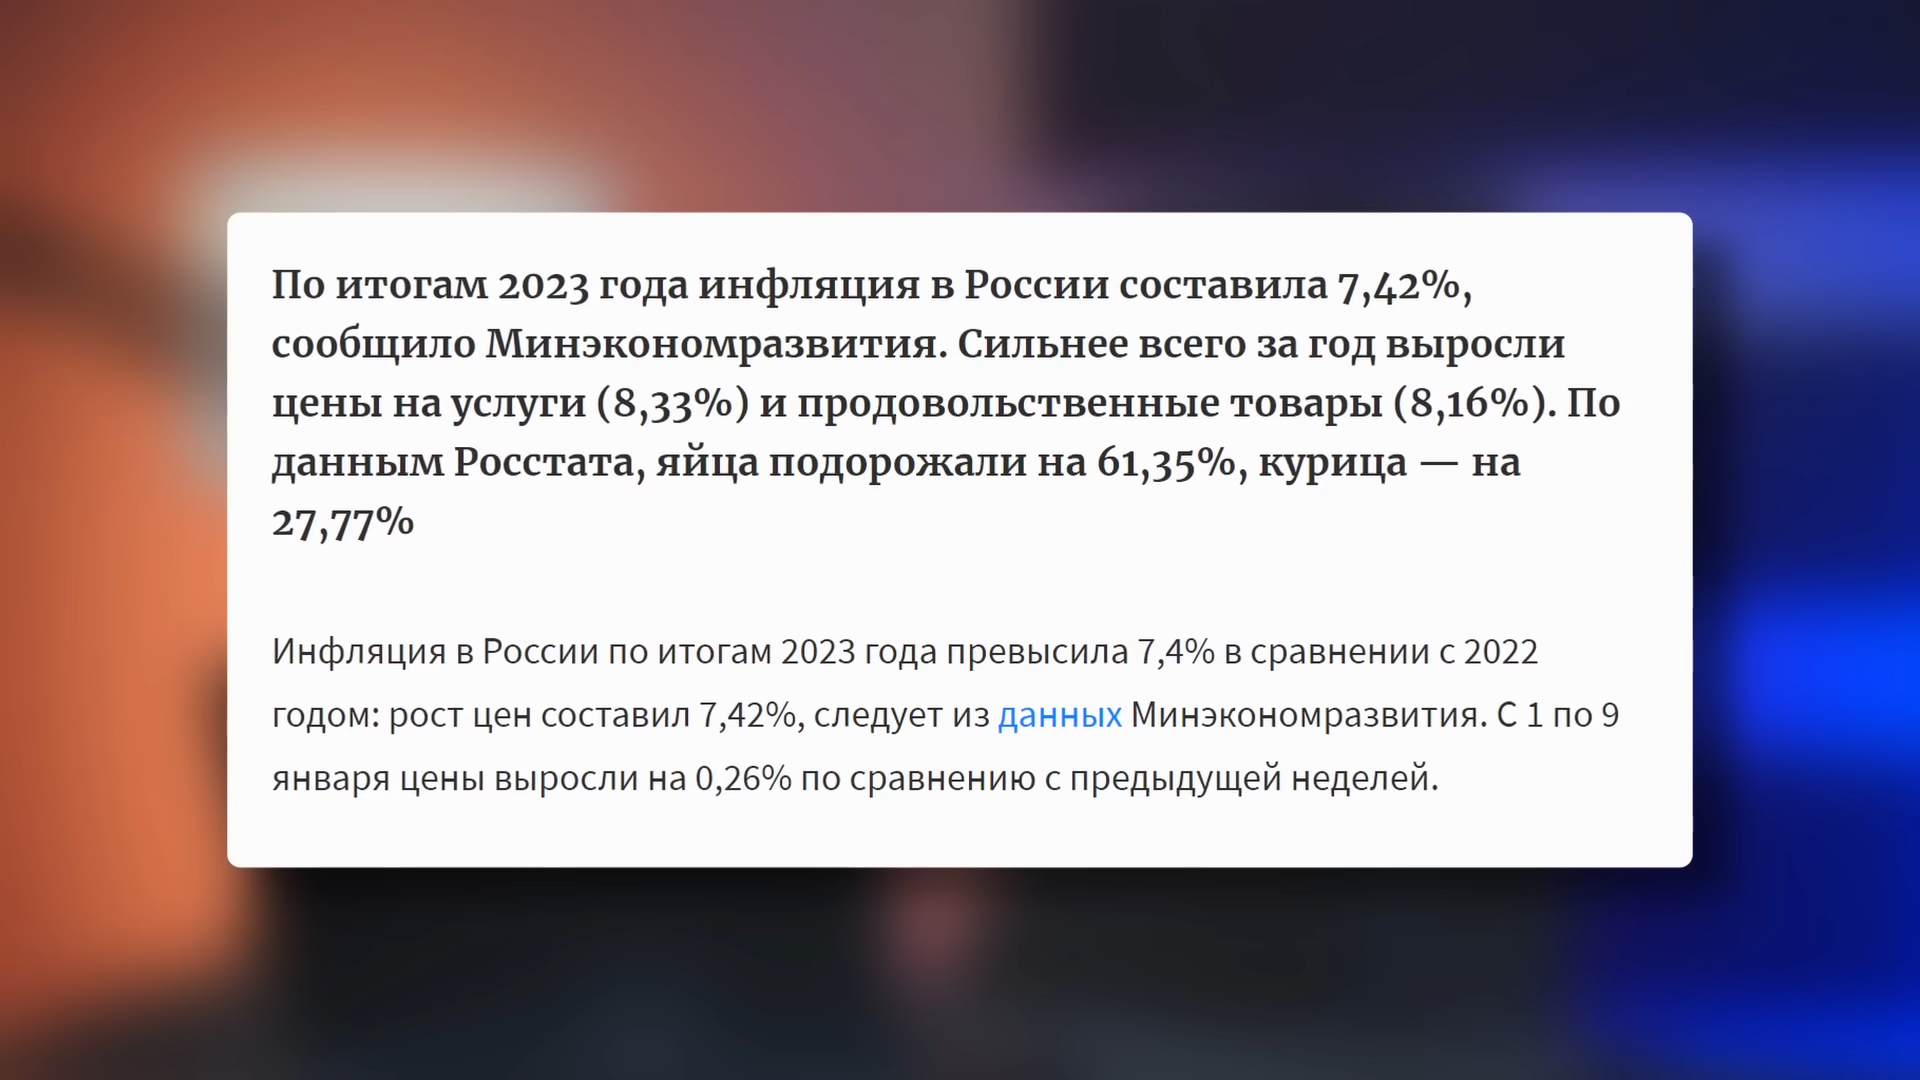 По итогам 2023 года инфляция в России составила 7,42%,
сообщило Минэкономразвития. Сильнее всего за год выросли
цены на услуги (8,33%) и продовольственные товары (8,16%). По
данным Росстата, яйца подорожали на 61,35%, курица — на
27,77%
Инфляция в России по итогам 2023 года превысила 7,4% в сравнении с 2022
годом: рост цен составил 7,42%, следует из данных Минэкономразвития. С 1 по 9
января цены выросли на 0,26% по сравнению с предыдущей неделей.